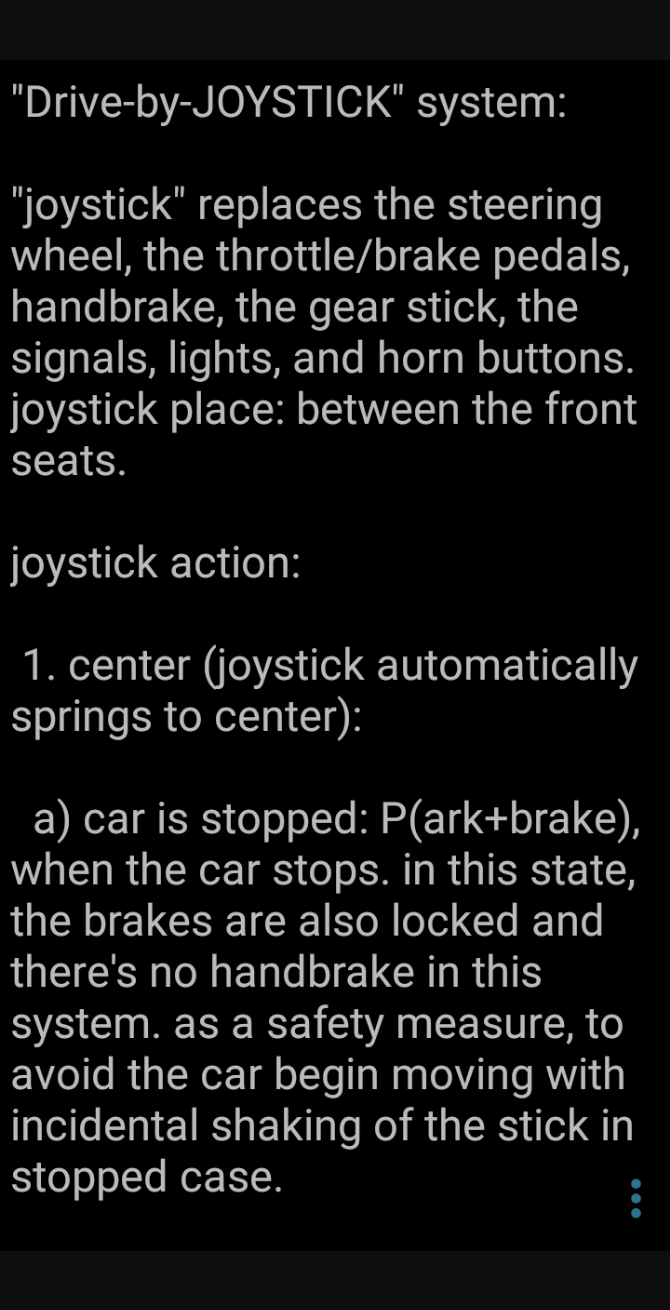 "Drive-by-JOYSTICK" system:
"joystick" replaces the steering
wheel, the throttle/brake pedals,
handbrake, the gear stick, the
signals, lights, and horn buttons.
joystick place: between the front
seats.
joystick action:
1. center (joystick automatically
springs to center):
a) car is stopped: P(ark+brake),
when the car stops. in this state,
the brakes are also locked and
there's no handbrake in this
system. as a safety measure, to
avoid the car begin moving with
incidental shaking of the stick in
stopped case.